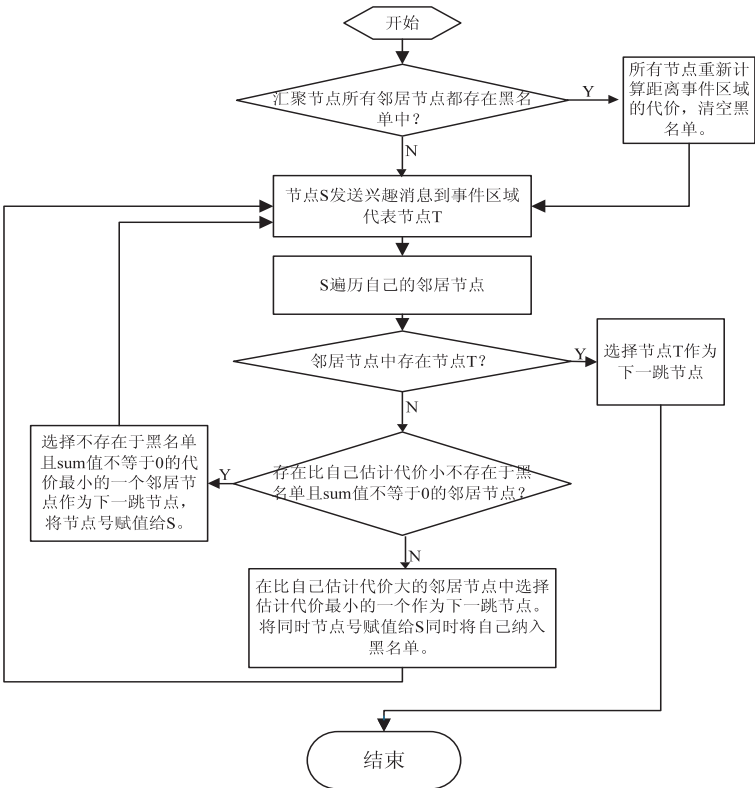 开始
汇聚节点所有邻居节点都存在黑名
单中？
Y
所有节点重新计
算距离事件区域
的代价，清空黑
名单。
N
节点S发送兴趣消息到事件区域
代表节点T
S遍历自己的邻居节点
邻居节点中存在节点T？
Y
选择节点T作为
下一跳节点
N
存在比自己估计代价小不存在于黑
名单且sum值不等于0的邻居节点？
Y
选择不存在于黑名单
且sum值不等于0的代
价最小的一个邻居节
点作为下一跳节点，
将节点号赋值给S。
N
在比自己估计代价大的邻居节点中选择
估计代价最小的一个作为下一跳节点。
将同时节点号赋值给S同时将自己纳入
黑名单。
结束